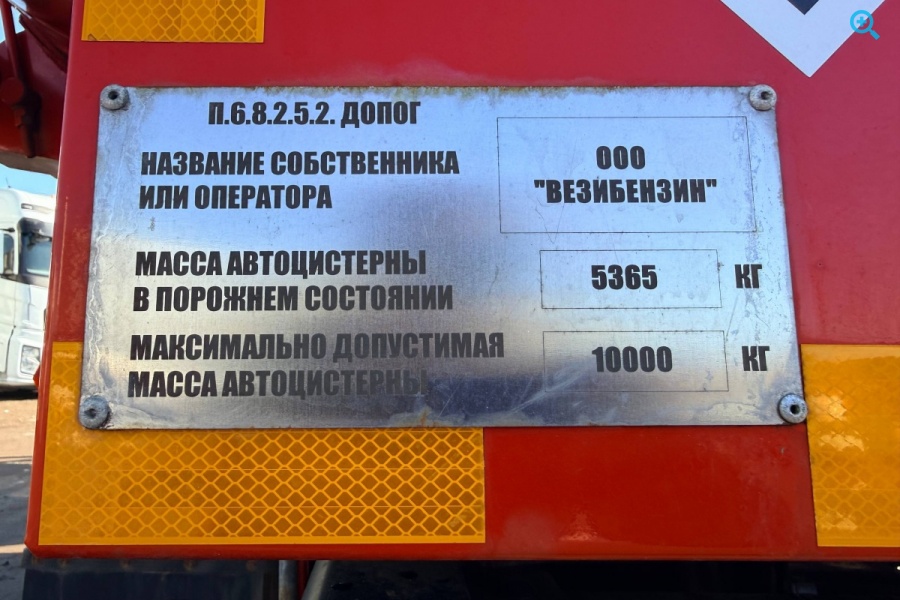 П.6.8.2.5.2. ДОПОГ
НАЗВАНИЕ СОБСТВЕННИКА
ИЛИ ОПЕРАТОРА
ООО
"ВЕЗИБЕНЗИН"
МАССА АВТОЦИСТЕРНЫ
В ПОРОЖНЕМ СОСТОЯНИИ
5365 КГ
МАКСИМАЛЬНО ДОПУСТИМАЯ
МАССА АВТОЦИСТЕРНЫ
10000 КГ